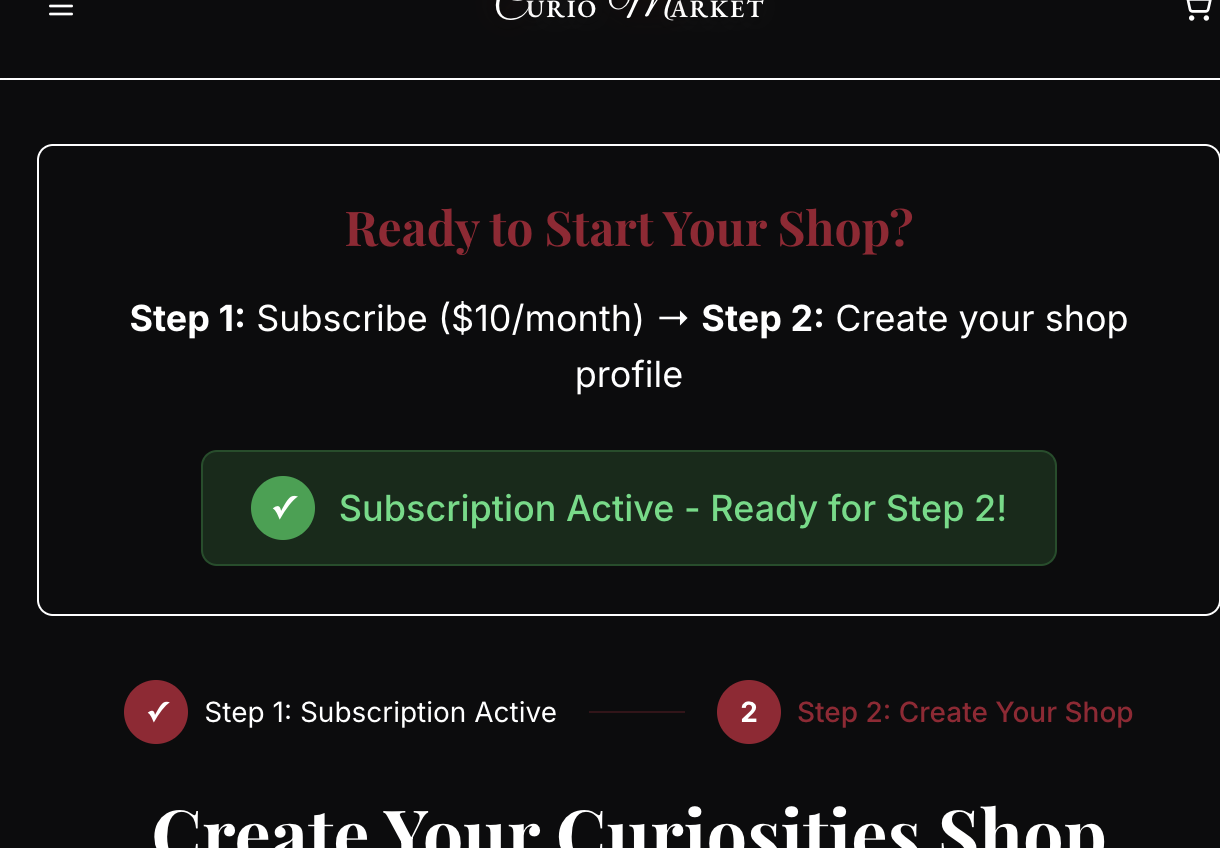 Curio Market
Ready to Start Your Shop?
Step 1: Subscribe ($10/month) → Step 2: Create your shop
profile
✓ Subscription Active - Ready for Step 2!
✓ Step 1: Subscription Active
2 Step 2: Create Your Shop
Create Your Curiosities Shop